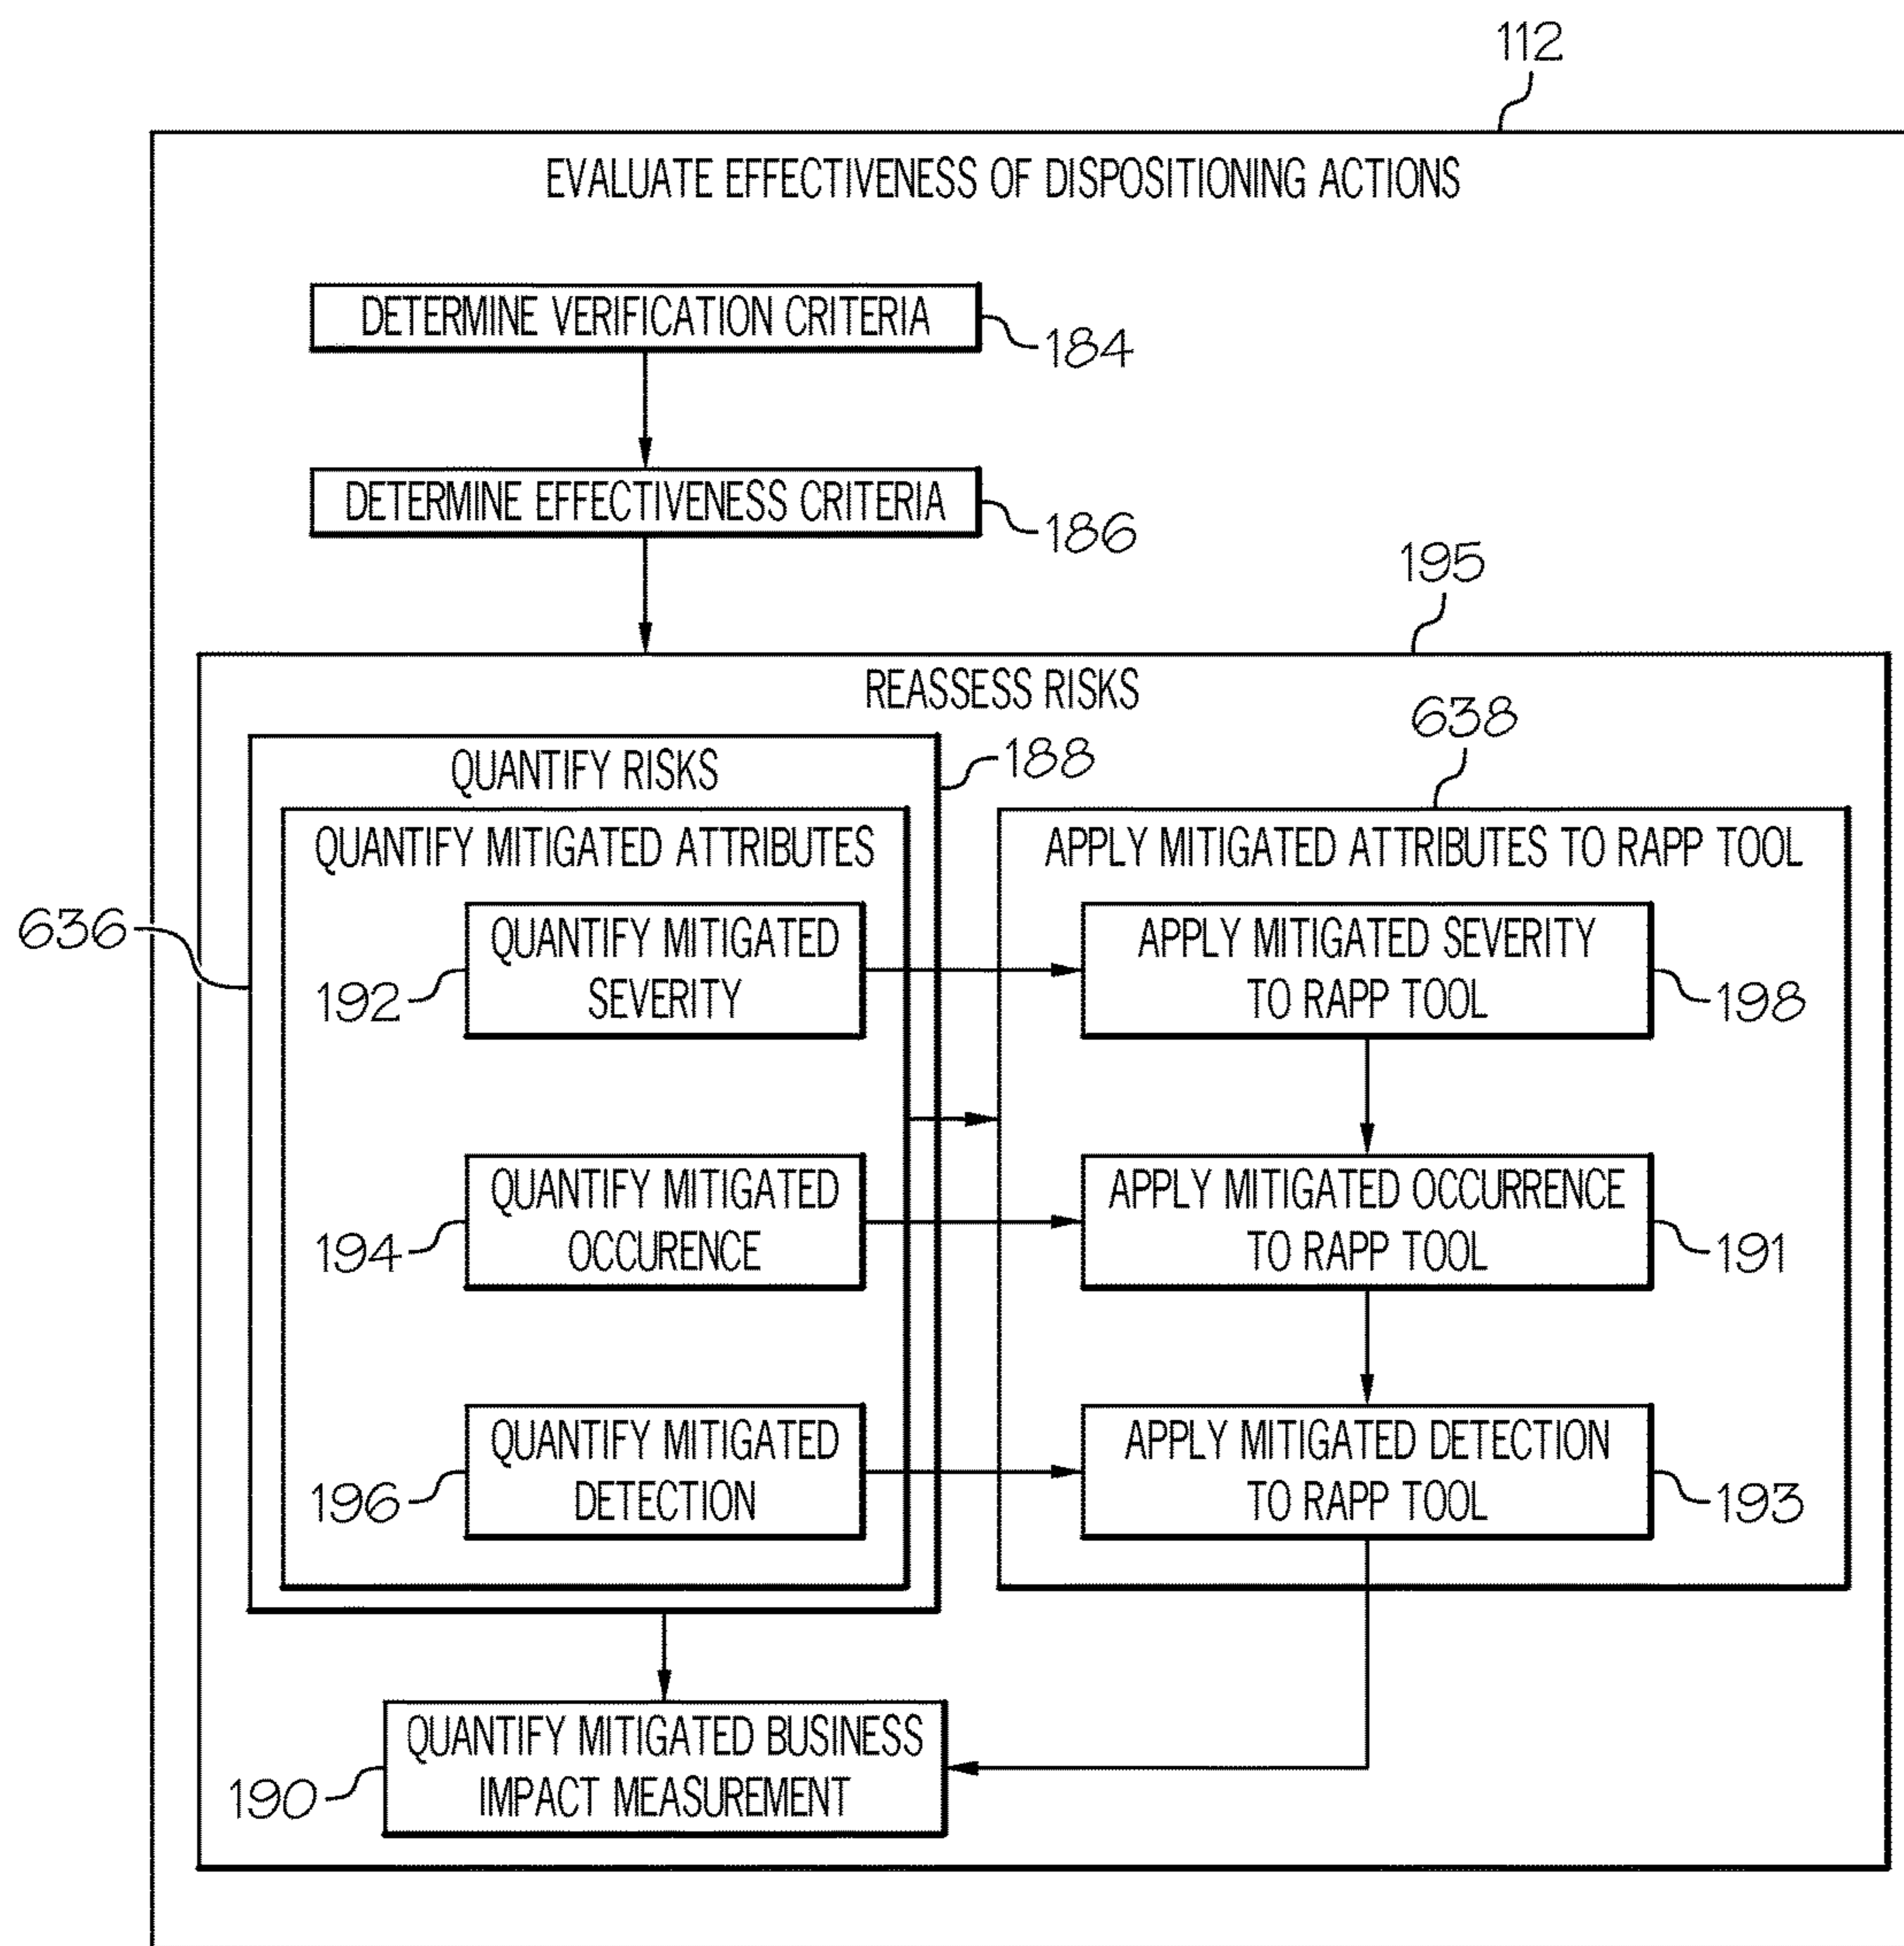 112
EVALUATE EFFECTIVENESS OF DISPOSITIONING ACTIONS
DETERMINE VERIFICATION CRITERIA
184
DETERMINE EFFECTIVENESS CRITERIA
186
195
REASSESS RISKS
638
QUANTIFY RISKS
188
QUANTIFY MITIGATED ATTRIBUTES
APPLY MITIGATED ATTRIBUTES TO RAPP TOOL
636
QUANTIFY MITIGATED
SEVERITY
192
APPLY MITIGATED SEVERITY
TO RAPP TOOL
198
QUANTIFY MITIGATED
OCCURENCE
194
APPLY MITIGATED OCCURRENCE
TO RAPP TOOL
191
QUANTIFY MITIGATED
DETECTION
196
APPLY MITIGATED DETECTION
TO RAPP TOOL
193
QUANTIFY MITIGATED BUSINESS
IMPACT MEASUREMENT
190